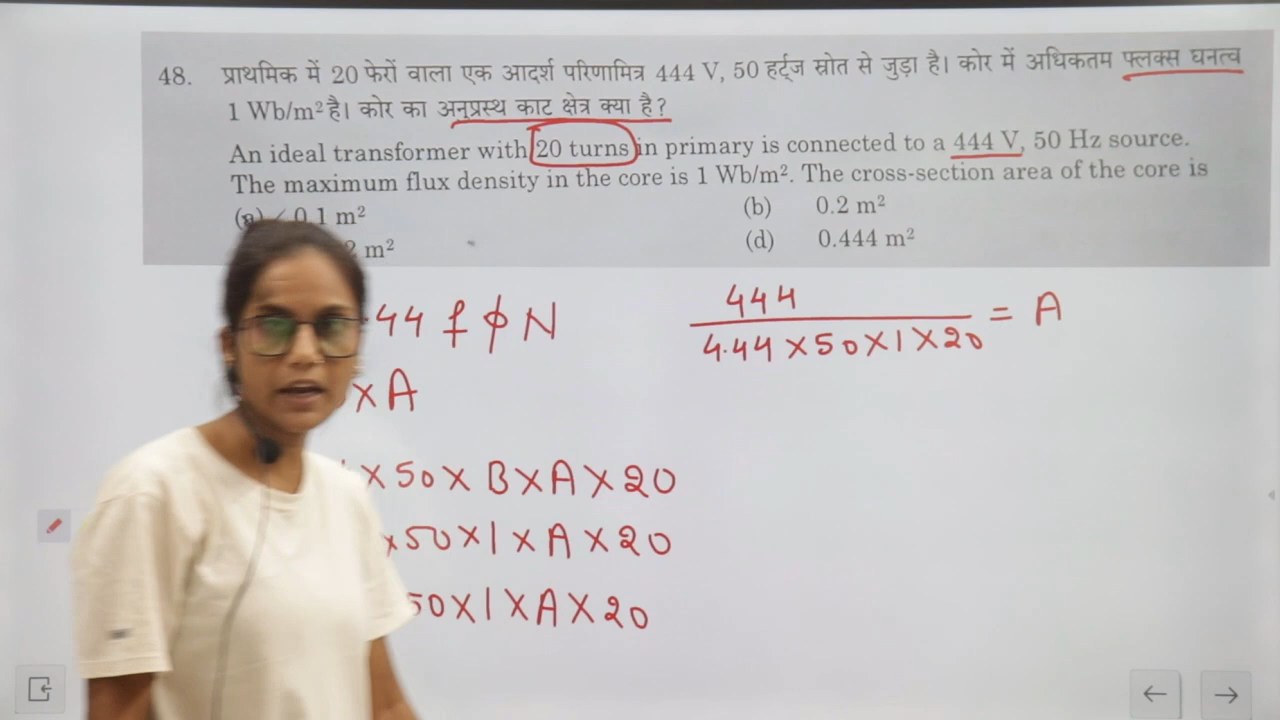 48. प्राथमिक में 20 फेरों वाला एक आदर्श परिणामित्र 444 V, 50 हर्ट्ज स्रोत से जुड़ा है। कोर में अधिकतम फ्लक्स घनत्व
1 Wb/m² है। कोर का अनुप्रस्थ काट क्षेत्र क्या है?
An ideal transformer with 20 turns in primary is connected to a 444 V, 50 Hz source.
The maximum flux density in the core is 1 Wb/m². The cross-section area of the core is
(a) 0.1 m² (b) 0.2 m²
2 m² (d) 0.444 m²
.44 f ϕ N
× A
× 50 × B × A × 20
× 50 × 1 × A × 20
50 × 1 × A × 20
444
4.44 × 50 × 1 × 20 = A